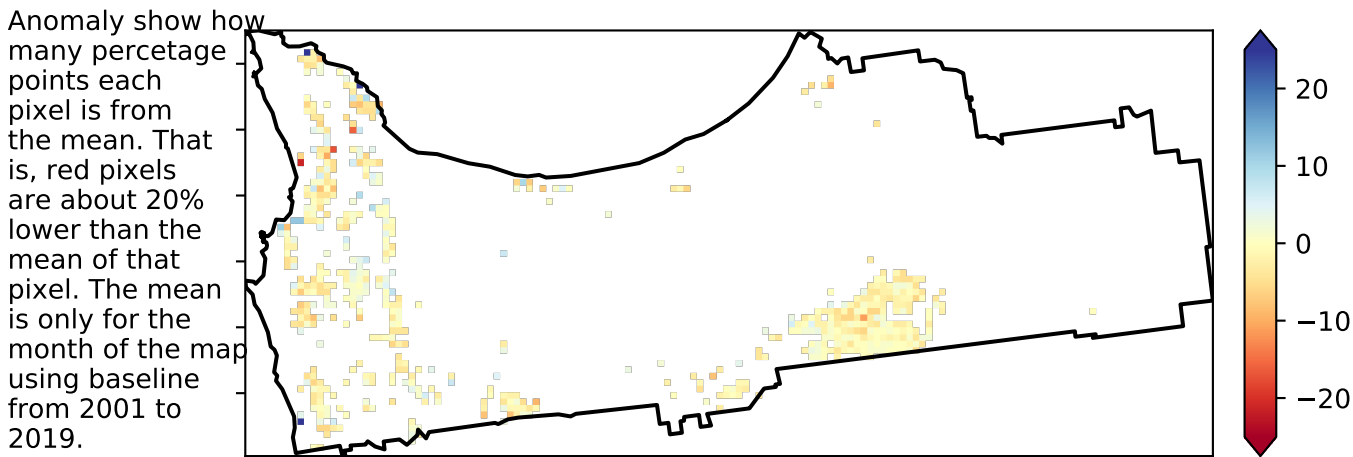 Anomaly show how
many percetage
points each
pixel is from
the mean. That
is, red pixels
are about 20%
lower than the
mean of that
pixel. The mean
is only for the
month of the map
using baseline
from 2001 to
2019.
20
10
0
−10
−20